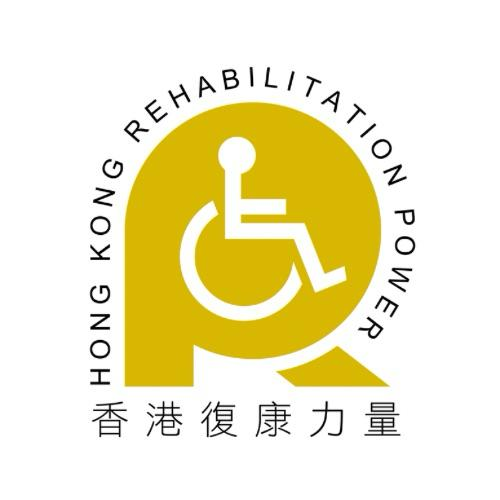 HONG KONG REHABILITATION POWER
香港復康力量